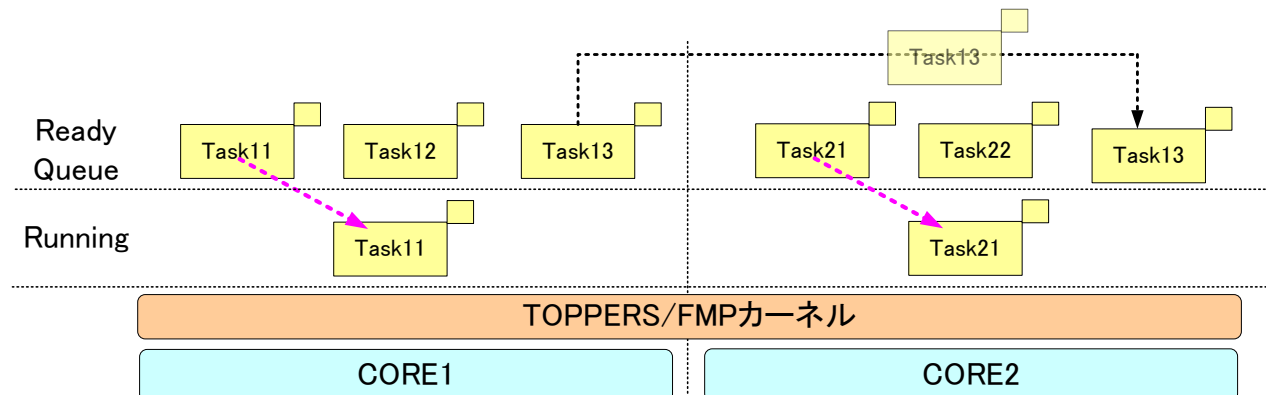 Task13
Ready
Queue
Task11
Task12
Task13
Task21
Task22
Task13
Running
Task11
Task21
TOPPERS/FMPカーネル
CORE1
CORE2